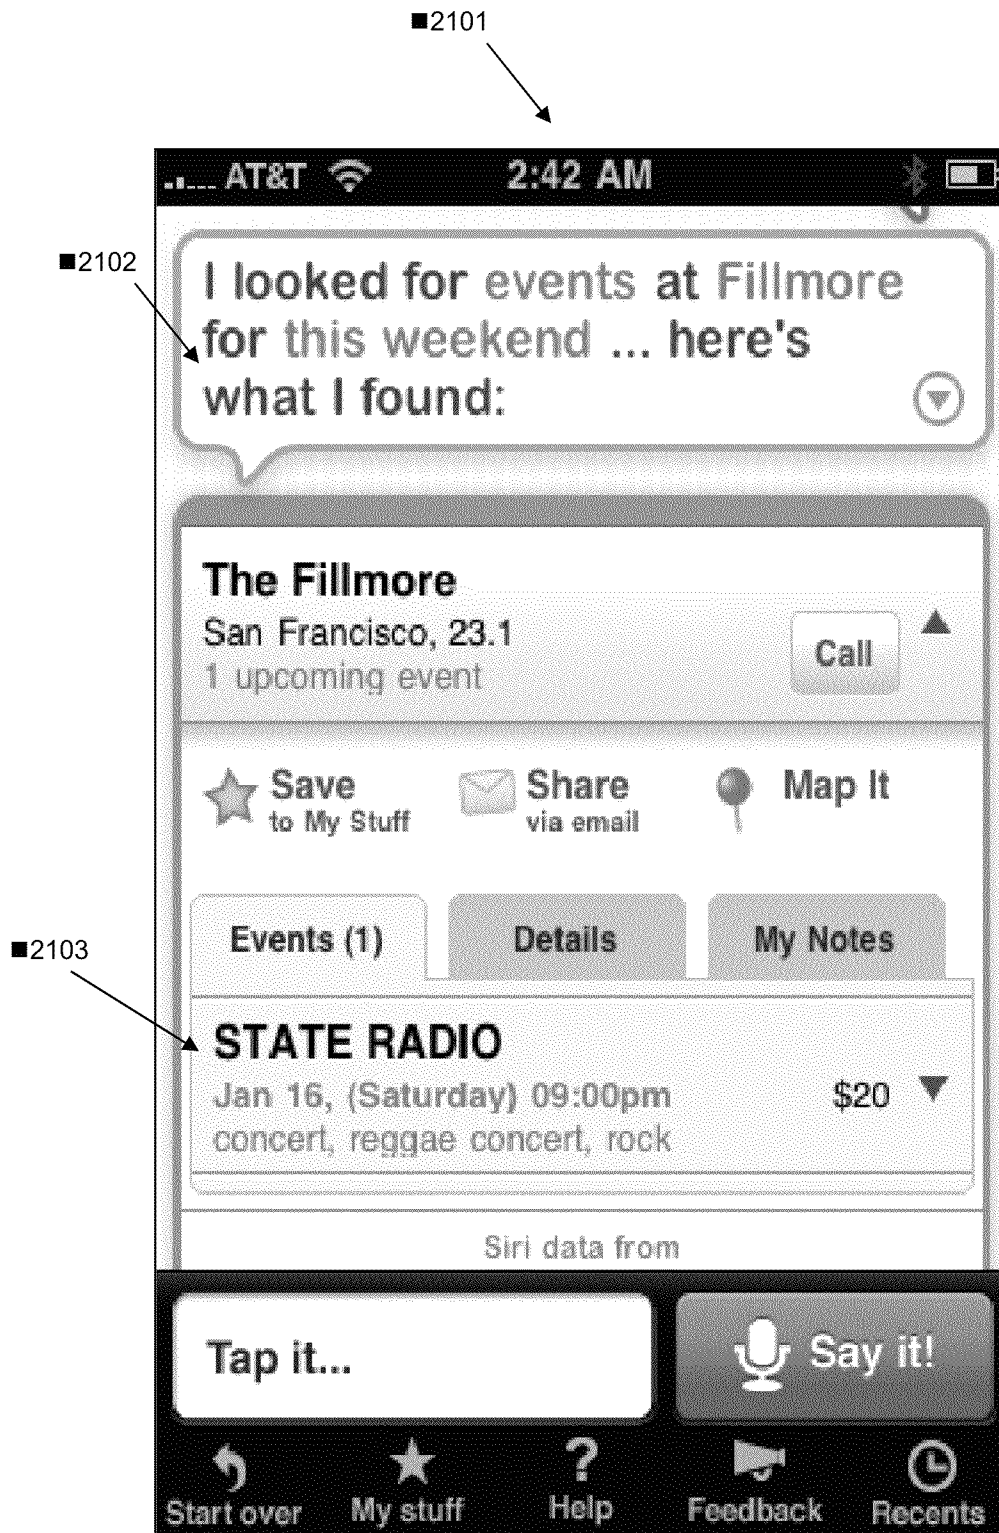 ■2101
AT&T 2:42 AM
■2102
I looked for events at Fillmore
for this weekend ... here's
what I found:
The Fillmore
San Francisco, 23.1
1 upcoming event
Call
Save
to My Stuff
Share
via email
Map It
■2103
Events (1) Details My Notes
STATE RADIO
Jan 16, (Saturday) 09:00pm
$20
concert, reggae concert, rock
Siri data from
Tap it...
Say it!
Start over My stuff Help Feedback Recents